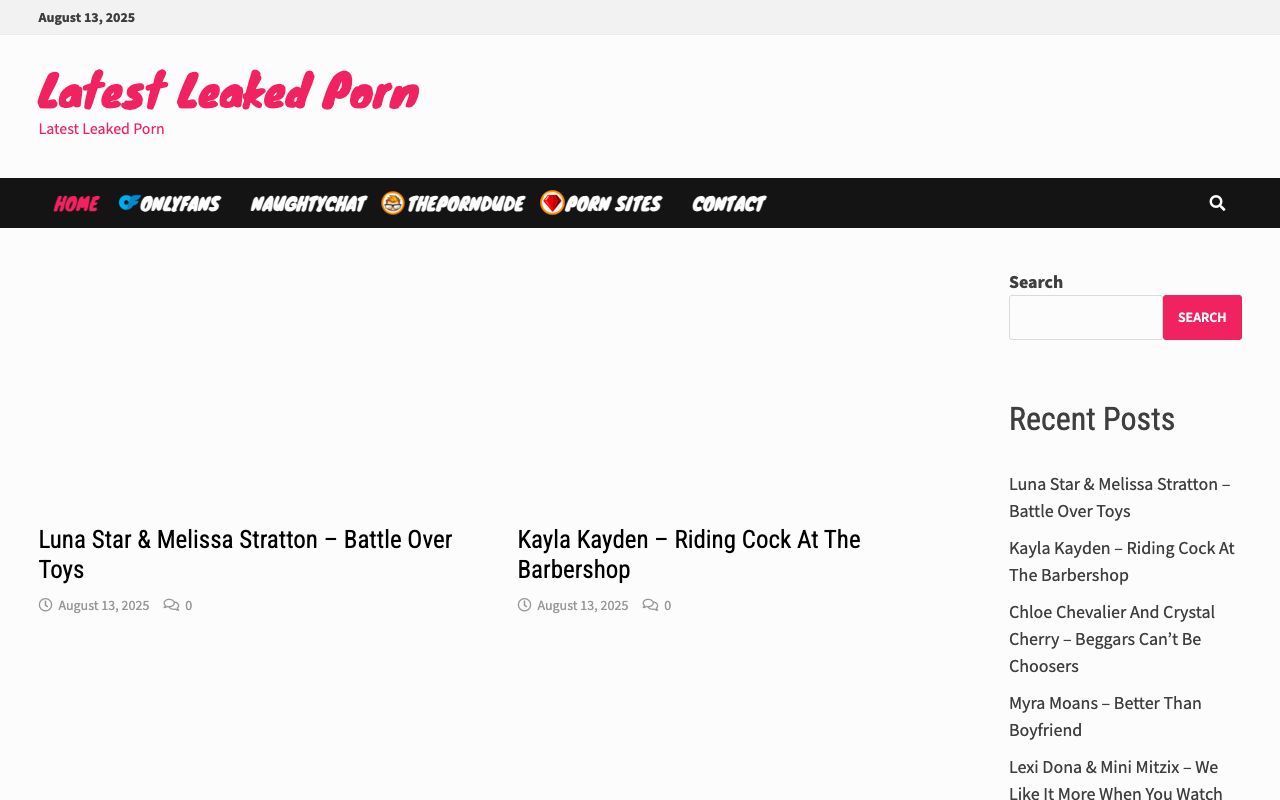 August 13, 2025
Latest Leaked Porn
Latest Leaked Porn
HOME ONLYFANS NAUGHTYCHAT THEPORNDUDE PORN SITES CONTACT
Luna Star & Melissa Stratton – Battle Over
Toys
August 13, 2025 0
Kayla Kayden – Riding Cock At The
Barbershop
August 13, 2025 0
Search
SEARCH
Recent Posts
Luna Star & Melissa Stratton –
Battle Over Toys
Kayla Kayden – Riding Cock At
The Barbershop
Chloe Chevalier And Crystal
Cherry – Beggars Can’t Be
Choosers
Myra Moans – Better Than
Boyfriend
Lexi Dona & Mini Mitzix – We
Like It More When You Watch